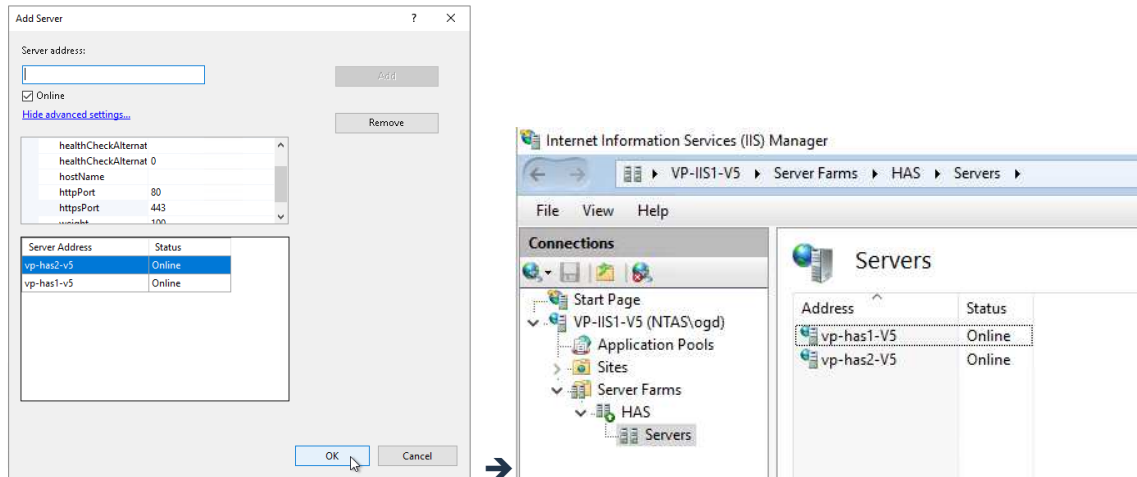 Add Server
? ×
Server address:
Add
Online
Hide advanced settings...
Remove
healthCheckAlternat
healthCheckAlternat 0
hostName
httpPort 80
httpsPort 443
weight 100
Server Address Status
vp-has2-v5 Online
vp-has1-v5 Online
OK Cancel
➔
Internet Information Services (IIS) Manager
VP-IIS1-V5 Server Farms HAS Servers
File View Help
Connections
Start Page
VP-IIS1-V5 (NTAS\ogd)
Application Pools
Sites
Server Farms
HAS
Servers
Servers
Address Status
vp-has1-V5 Online
vp-has2-V5 Online